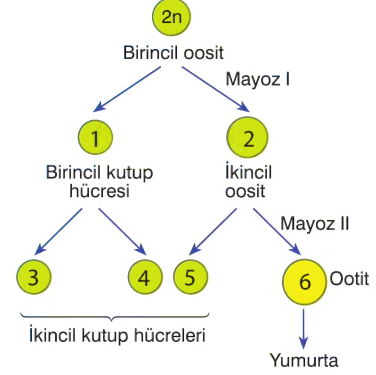 2n
Birincil oosit
Mayoz I
1
2
Birincil kutup
hücresi
İkincil
oosit
Mayoz II
3
4
5
6
Ootit
İkincil kutup hücreleri
Yumurta